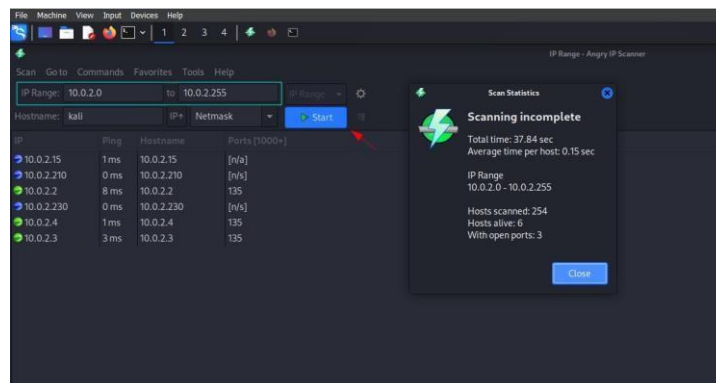 File Machine View Input Devices Help
1 2 3 4
IP Range - Angry IP Scanner
Scan Go to Commands Favorites Tools Help
IP Range: 10.0.2.0 to 10.0.2.255 IP Range
Hostname: kali IP↑ Netmask Start
IP Ping Hostname Ports [1000+]
10.0.2.15 1 ms 10.0.2.15 [n/a]
10.0.2.210 0 ms 10.0.2.210 [n/s]
10.0.2.2 8 ms 10.0.2.2 135
10.0.2.230 0 ms 10.0.2.230 [n/s]
10.0.2.4 1 ms 10.0.2.4 135
10.0.2.3 3 ms 10.0.2.3 135
Scan Statistics
Scanning incomplete
Total time: 37.84 sec
Average time per host: 0.15 sec
IP Range
10.0.2.0 - 10.0.2.255
Hosts scanned: 254
Hosts alive: 6
With open ports: 3
Close